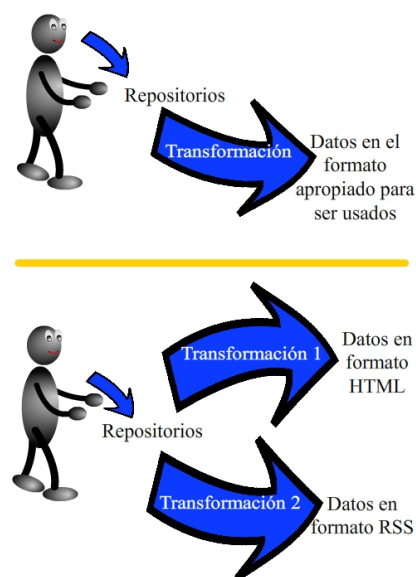 Repositorios
Transformación
Datos en el
formato
apropiado para
ser usados
Transformación 1
Datos en
formato
HTML
Repositorios
Transformación 2
Datos en
formato RSS